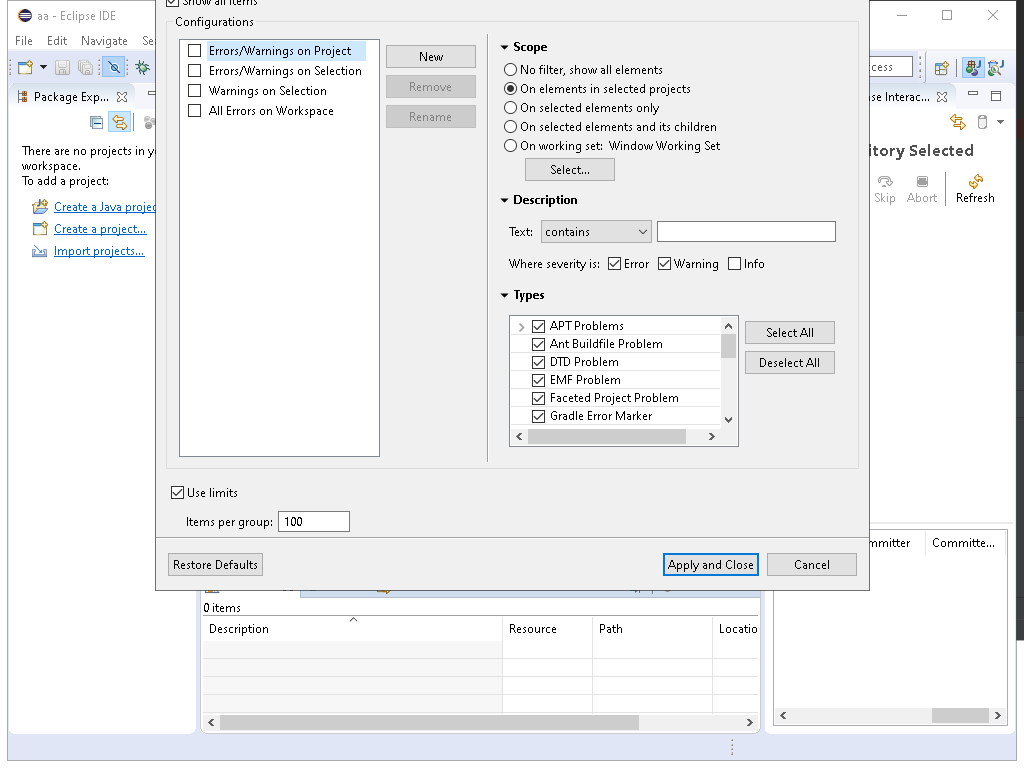 aa - Eclipse IDE
File Edit Navigate Se
Show all items
Configurations
Errors/Warnings on Project
Errors/Warnings on Selection
Warnings on Selection
All Errors on Workspace
New
Remove
Rename
Scope
No filter, show all elements
On elements in selected projects
On selected elements only
On selected elements and its children
On working set: Window Working Set
Select...
Description
Text: contains
Where severity is: Error Warning Info
Types
APT Problems
Ant Buildfile Problem
DTD Problem
EMF Problem
Faceted Project Problem
Gradle Error Marker
Select All
Deselect All
Use limits
Items per group: 100
Restore Defaults
Apply and Close
Cancel
Package Exp...
There are no projects in y
workspace.
To add a project:
Create a Java projec
Create a project...
Import projects...
cess
se Interac...
itory Selected
Skip Abort Refresh
mmitter Committe...
0 items
Description Resource Path Locatio